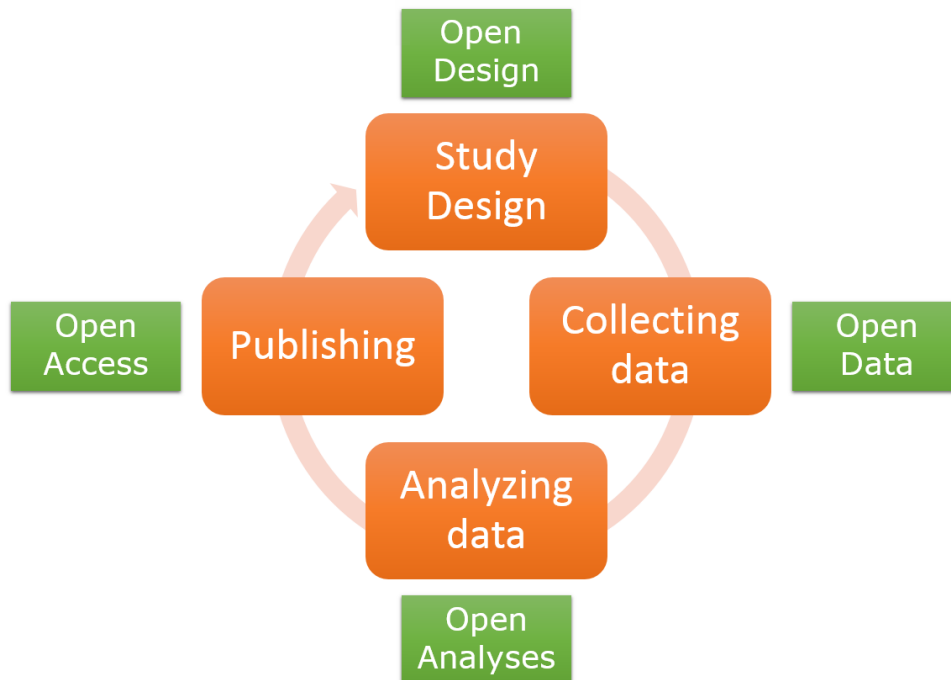 Open
Design
Study
Design
Collecting
data
Open
Data
Analyzing
data
Open
Analyses
Publishing
Open
Access